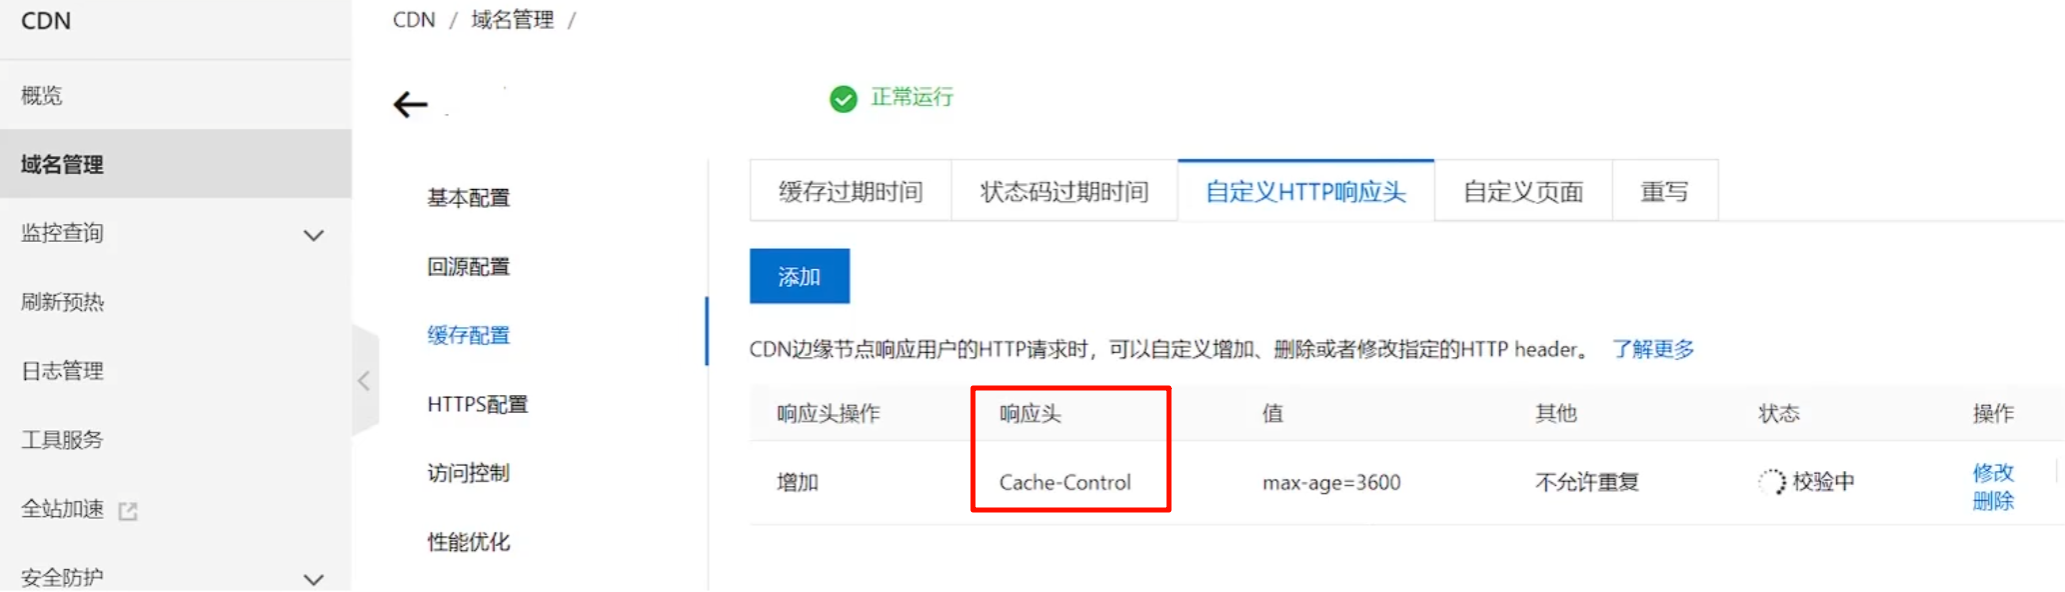 CDN
概览
域名管理
监控查询
刷新预热
日志管理
工具服务
全站加速
安全防护
CDN / 域名管理 /
正常运行
基本配置
回源配置
缓存配置
HTTPS配置
访问控制
性能优化
缓存过期时间 状态码过期时间 自定义HTTP响应头 自定义页面 重写
添加
CDN边缘节点响应用户的HTTP请求时，可以自定义增加、删除或者修改指定的HTTP header。 了解更多
响应头操作 响应头 值 其他 状态 操作
增加 Cache-Control max-age=3600 不允许重复 校验中 修改
删除